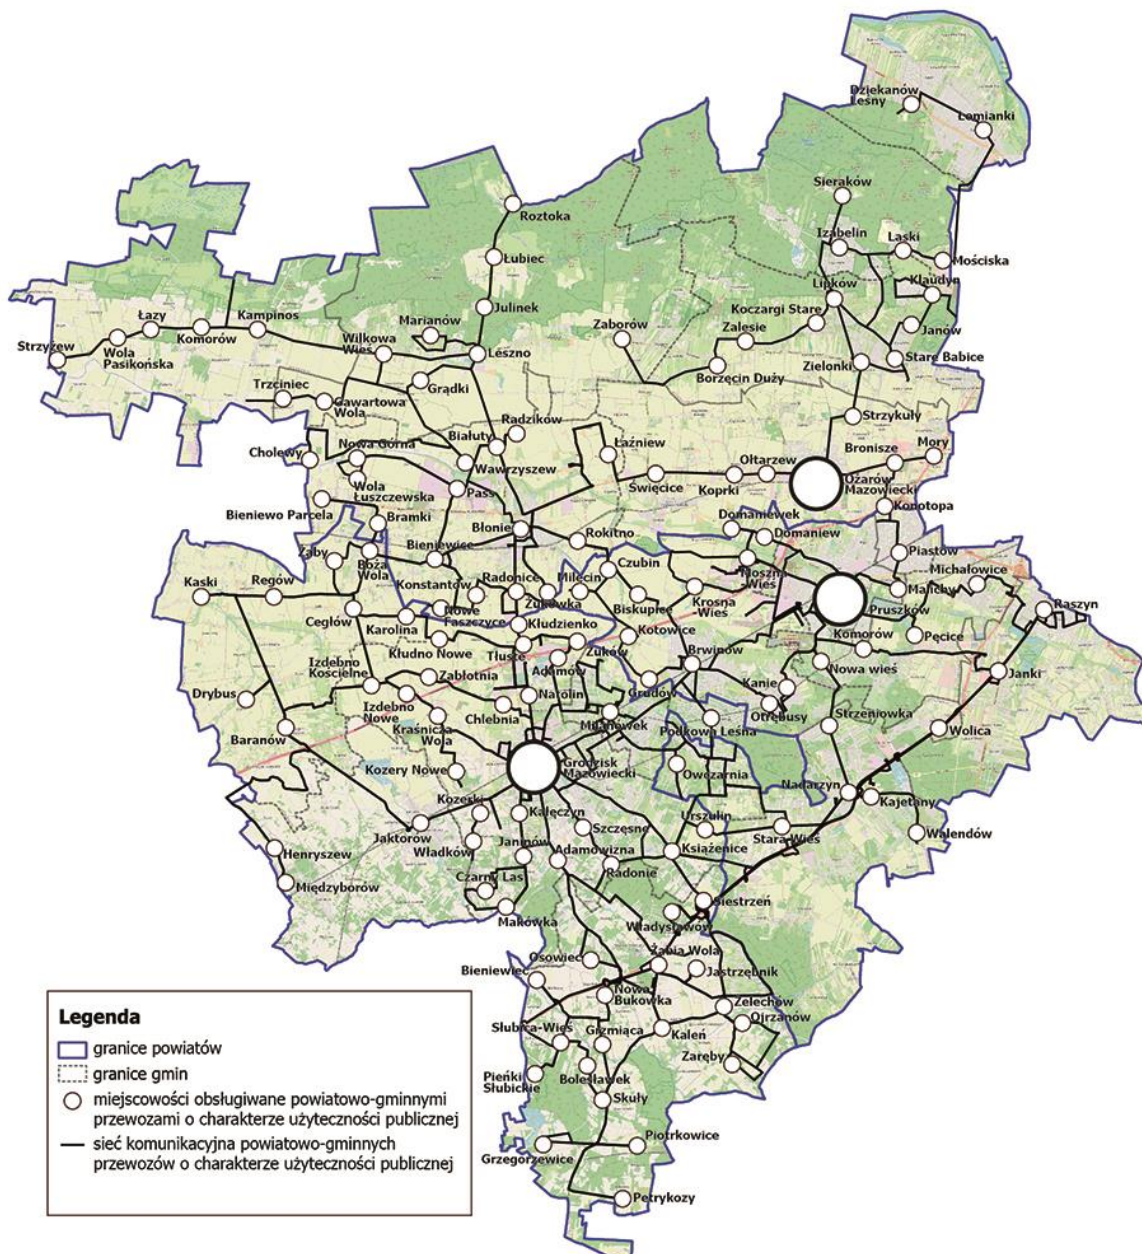 Dziekanów
Leśny
Łomianki
Sieraków
Roztoka
Izabelin
Laski
Mościska
Łubiec
Klaudyn
Lipków
Julinek
Koczargi Stare
Marianów
Zaborów
Zalesie
Janów
Łazy
Kampinos
Komorów
Strzyżew
Wola
Pasikońska
Wilkowa
Wieś
Leszno
Stare Babice
Zielonki
Borzęcin Duży
Grądki
Trzciniec
Gawartowa
Wola
Strzykuły
Radzików
Białuty
Nowa Górna
Cholewy
Łaźniew
Bronisze
Mory
Wawrzyszew
Ołtarzew
Ożarów
Mazowiecki
Święcice
Koprki
Wola
Łuszczewska
Pass
Konotopa
Bieniewo Parcela
Bramki
Domaniewek
Błonie
Domaniew
Rokitno
Bieniewice
Piastów
Żaby
Boża
Wola
Czubin
Moszna
Wieś
Michałowice
Kaski
Regów
Konstantów
Radonice
Milęcin
Malichy
Żukówka
Biskupice
Krosna
Wieś
Pruszków
Raszyn
Nowe
Faszczyce
Cegłów
Karolina
Kłudzienko
Kotowice
Komorów
Pęcice
Kłudno Nowe
Tłuste
Żuków
Brwinów
Adamów
Nowa wieś
Janki
Izdebno
Kościelne
Zabłotnia
Grudów
Kanie
Drybus
Izdebno
Nowe
Natolin
Chlebnia
Otrębusy
Milanówek
Podkowa Leśna
Strzeniówka
Wolica
Baranów
Kraśnicza
Wola
Grodzisk
Mazowiecki
Owczarnia
Kozery Nowe
Nadarzyn
Kajetany
Kozerki
Kałęczyn
Urszulin
Szczęsne
Stara Wieś
Walendów
Jaktorów
Władków
Janinów
Książenice
Henryszew
Adamowizna
Radonie
Międzyborów
Czarny Las
Siestrzeń
Makówka
Władysławów
Osowiec
Żabia Wola
Bieniewiec
Jastrzębnik
Nowa
Bukówka
Żelechów
Ojrzanów
Słubica-Wieś
Grzmiąca
Kaleń
Zaręby
Pieńki
Słubickie
Bolesławek
Skuły
Piotrkowice
Grzegorzewice
Petrykozy
Legenda
granice powiatów
granice gmin
miejscowości obsługiwane powiatowo-gminnymi
przewozami o charakterze użyteczności publicznej
sieć komunikacyjna powiatowo-gminnych
przewozów o charakterze użyteczności publicznej